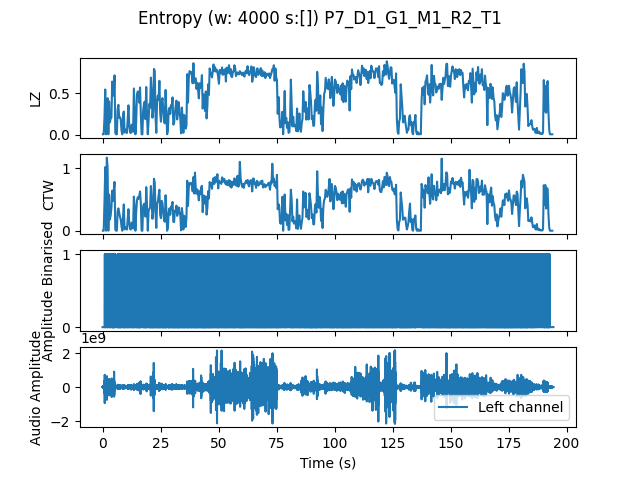 Entropy (w: 4000 s:[]) P7_D1_G1_M1_R2_T1
LZ
0.5
0.0
CTW
1
0
Amplitude Binarised
1
0
1e9
Audio Amplitude
2
0
−2
Left channel
0
25
50
75
100
125
150
175
200
Time (s)